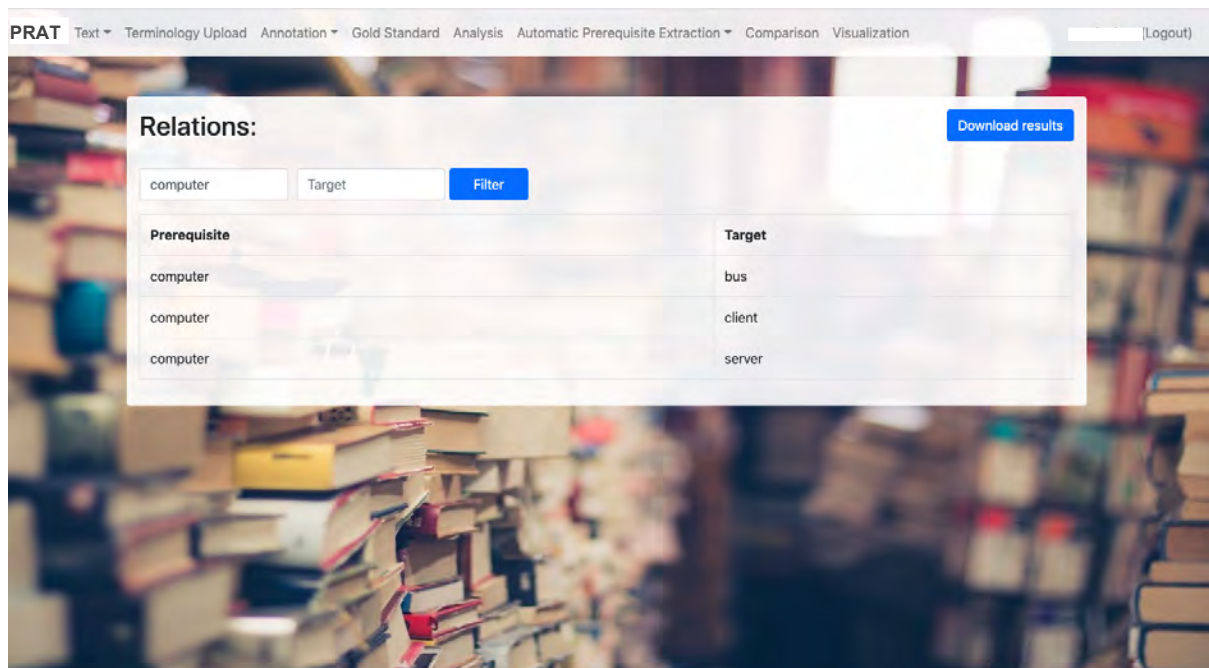 PRAT Text Terminology Upload Annotation Gold Standard Analysis Automatic Prerequisite Extraction Comparison Visualization (Logout)
Relations: Download results
computer Target Filter
Prerequisite Target
computer bus
computer client
computer server